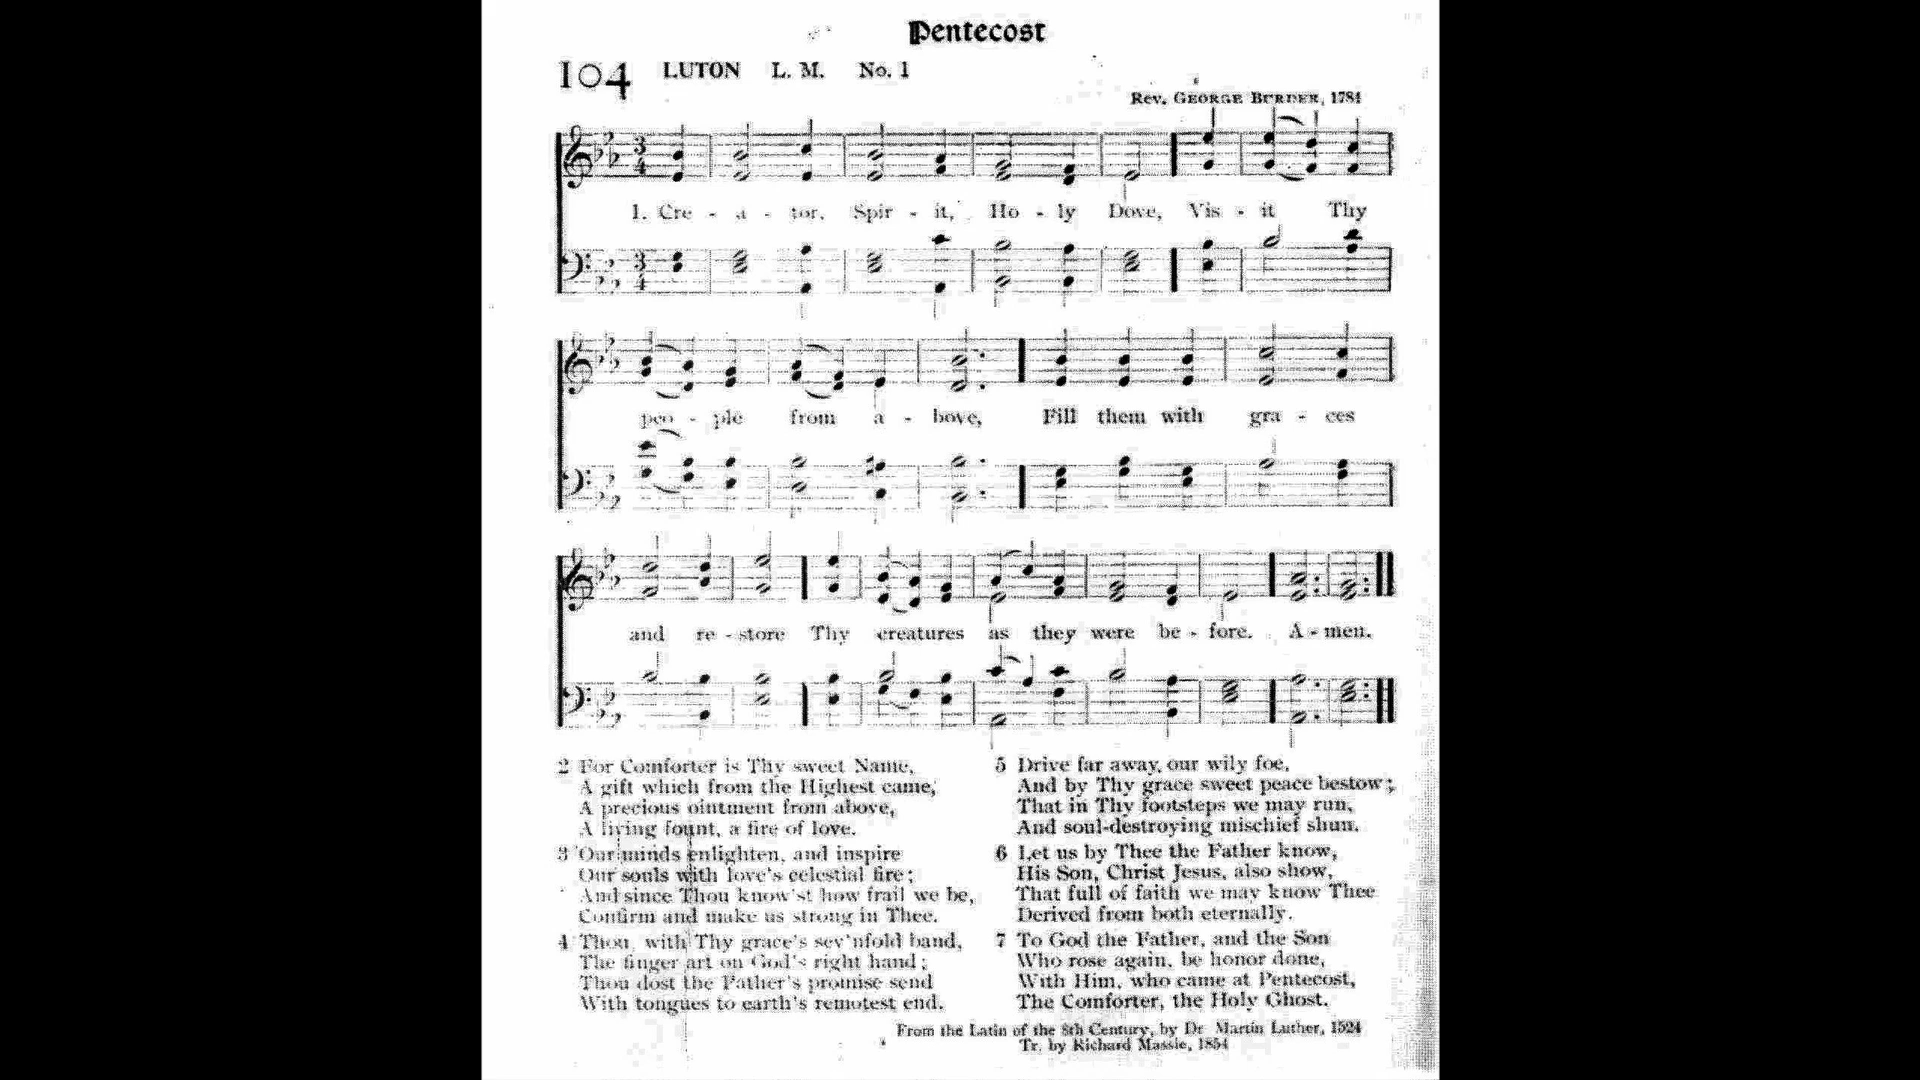 Pentecost
104 LUTON L. M. No. 1
Rev. GEORGE BURDER, 1784
1. Cre - a - tor, Spir - it, Ho - ly Dove, Vis - it Thy
peo - ple from a - bove, Fill them with gra - ces
and re - store Thy creatures as they were be - fore. A - men.
2 For Comforter is Thy sweet Name,
A gift which from the Highest came,
A precious ointment from above,
A living fount, a fire of love.
3 Our minds enlighten, and inspire
Our souls with love's celestial fire;
And since Thou know'st how frail we be,
Confirm and make us strong in Thee.
4 Thou, with Thy grace's sev'nfold band,
The finger art on God's right hand;
Thou dost the Father's promise send
With tongues to earth's remotest end.
5 Drive far away, our wily foe,
And by Thy grace sweet peace bestow;
That in Thy footsteps we may run,
And soul-destroying mischief shun.
6 Let us by Thee the Father know,
His Son, Christ Jesus, also show,
That full of faith we may know Thee
Derived from both eternally.
7 To God the Father, and the Son
Who rose again, be honor done,
With Him, who came at Pentecost,
The Comforter, the Holy Ghost.
From the Latin of the 8th Century, by Dr. Martin Luther, 1524
Tr. by Richard Massie, 1854